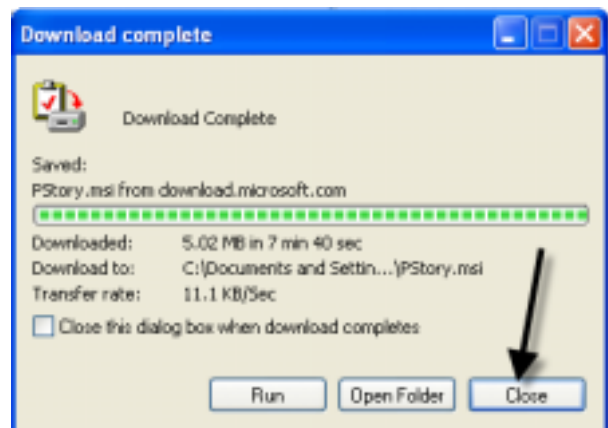 Download complete
Download Complete
Saved:
PStory.msi from download.microsoft.com
Downloaded: 5.02 MB in 7 min 40 sec
Download to: C:\Documents and Settin...\PStory.msi
Transfer rate: 11.1 KB/Sec
Close this dialog box when download completes
Run Open Folder Close